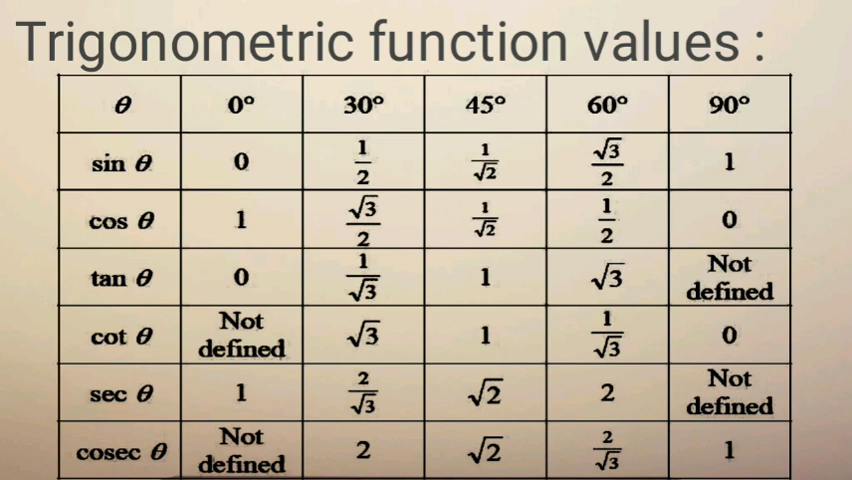 Trigonometric function values :
θ 0° 30° 45° 60° 90°
sin θ 0 1/2 1/√2 √3/2 1
cos θ 1 √3/2 1/√2 1/2 0
tan θ 0 1/√3 1 √3 Not defined
cot θ Not defined √3 1 1/√3 0
sec θ 1 2/√3 √2 2 Not defined
cosec θ Not defined 2 √2 2/√3 1